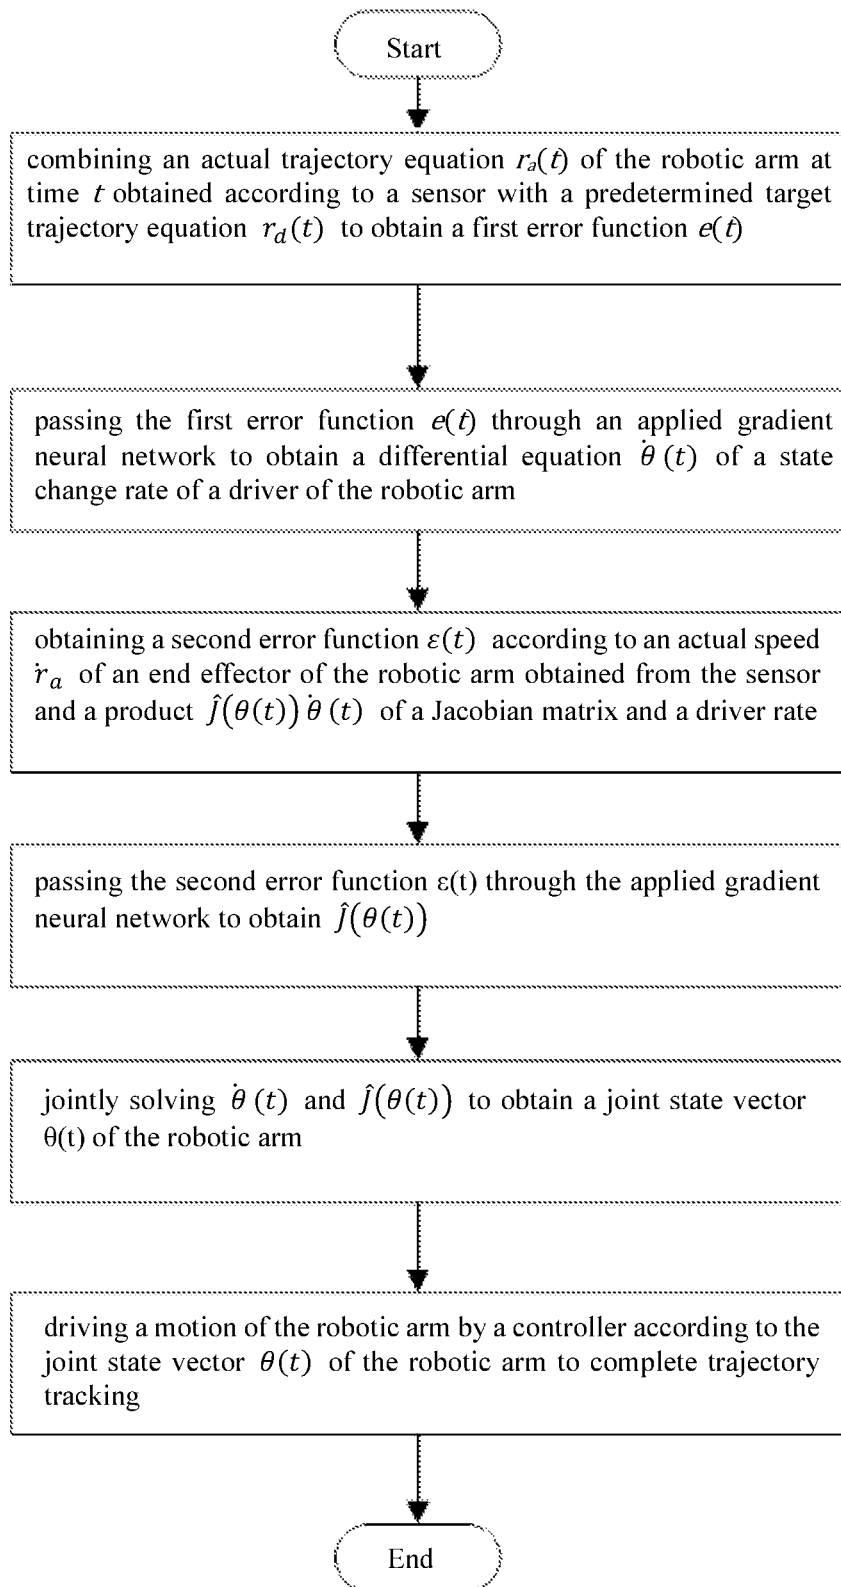 Start
combining an actual trajectory equation rₐ(t) of the robotic arm at
time t obtained according to a sensor with a predetermined target
trajectory equation r_d(t) to obtain a first error function e(t)
passing the first error function e(t) through an applied gradient
neural network to obtain a differential equation θ̇ (t) of a state
change rate of a driver of the robotic arm
obtaining a second error function ε(t) according to an actual speed
ṙₐ of an end effector of the robotic arm obtained from the sensor
and a product Ĵ(θ(t)) θ̇ (t) of a Jacobian matrix and a driver rate
passing the second error function ε(t) through the applied gradient
neural network to obtain Ĵ(θ(t))
jointly solving θ̇ (t) and Ĵ(θ(t)) to obtain a joint state vector
θ(t) of the robotic arm
driving a motion of the robotic arm by a controller according to the
joint state vector θ(t) of the robotic arm to complete trajectory
tracking
End